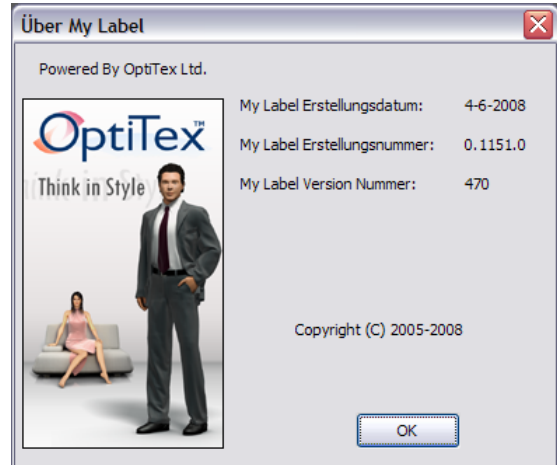 Über My Label
Powered By OptiTex Ltd.
OptiTex™
Think in Style
My Label Erstellungsdatum: 4-6-2008
My Label Erstellungsnummer: 0.1151.0
My Label Version Nummer: 470
Copyright (C) 2005-2008
OK